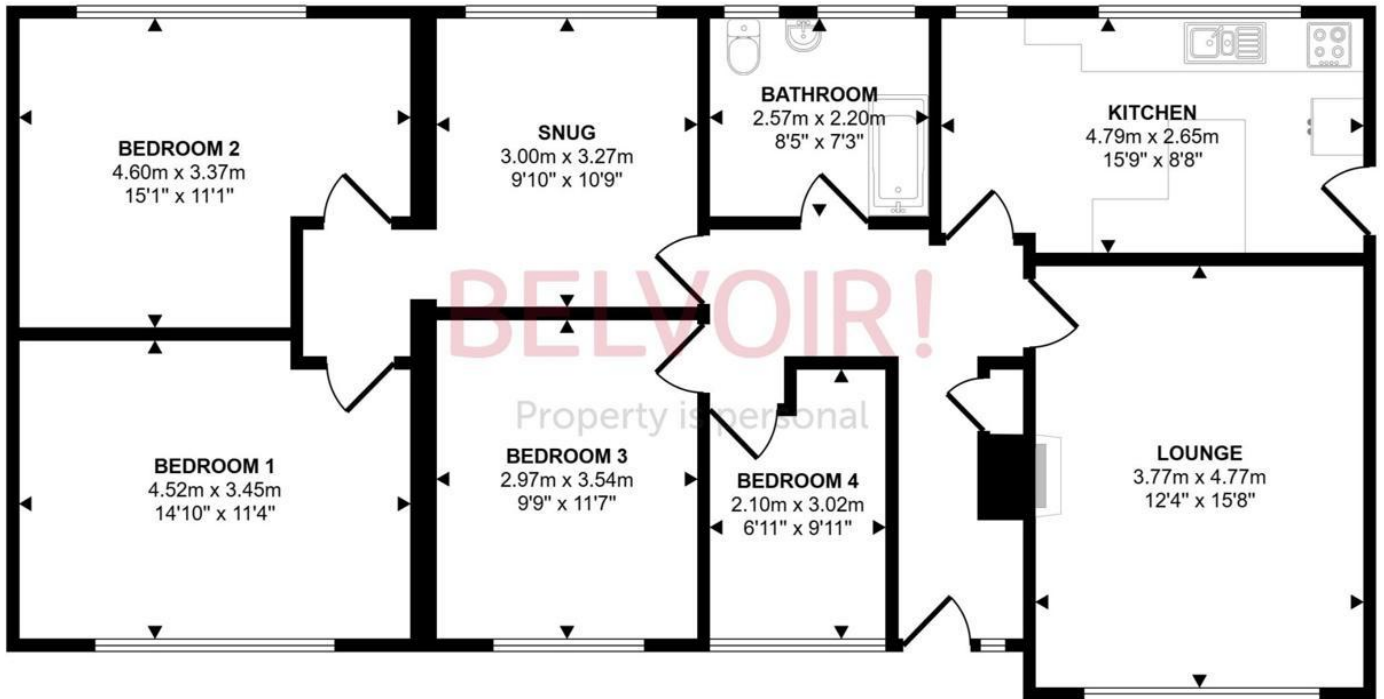 BEDROOM 2
4.60m x 3.37m
15'1" x 11'1"
SNUG
3.00m x 3.27m
9'10" x 10'9"
BATHROOM
2.57m x 2.20m
8'5" x 7'3"
KITCHEN
4.79m x 2.65m
15'9" x 8'8"
BELVOIR!
Property is personal
BEDROOM 1
4.52m x 3.45m
14'10" x 11'4"
BEDROOM 3
2.97m x 3.54m
9'9" x 11'7"
BEDROOM 4
2.10m x 3.02m
6'11" x 9'11"
LOUNGE
3.77m x 4.77m
12'4" x 15'8"